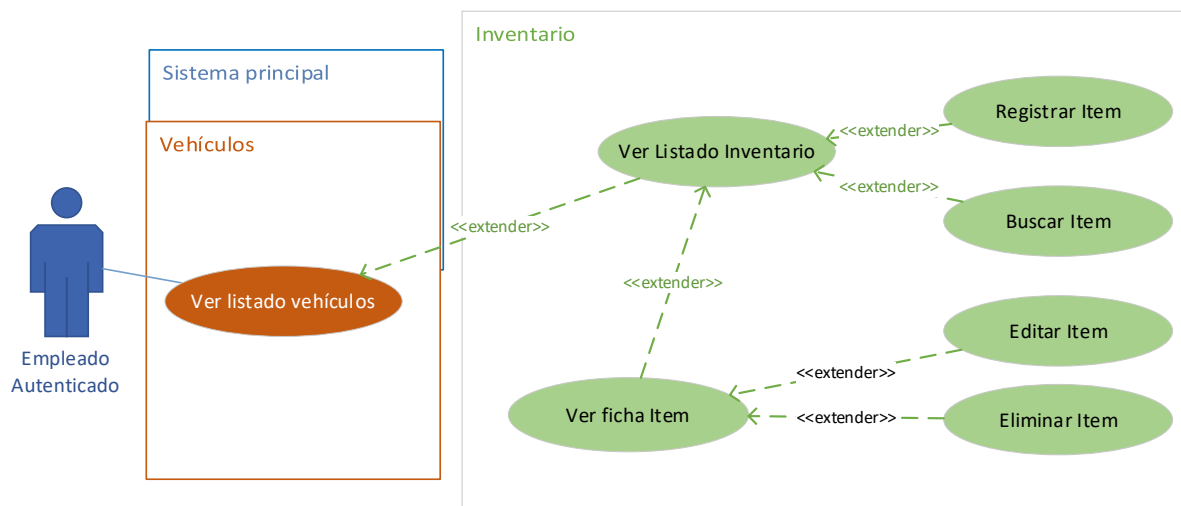 Inventario
Sistema principal
Vehículos
Registrar Item
<<extender>>
Ver Listado Inventario
<<extender>>
Buscar Item
<<extender>>
<<extender>>
Ver listado vehículos
Editar Item
Empleado
Autenticado
<<extender>>
Ver ficha Item
<<extender>>
Eliminar Item